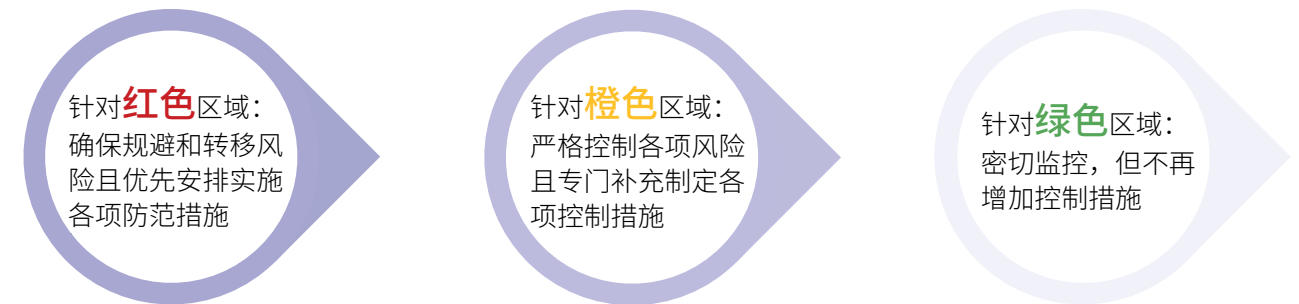 针对红色区域：
确保规避和转移风
险且优先安排实施
各项防范措施
针对橙色区域：
严格控制各项风险
且专门补充制定各
项控制措施
针对绿色区域：
密切监控，但不再
增加控制措施